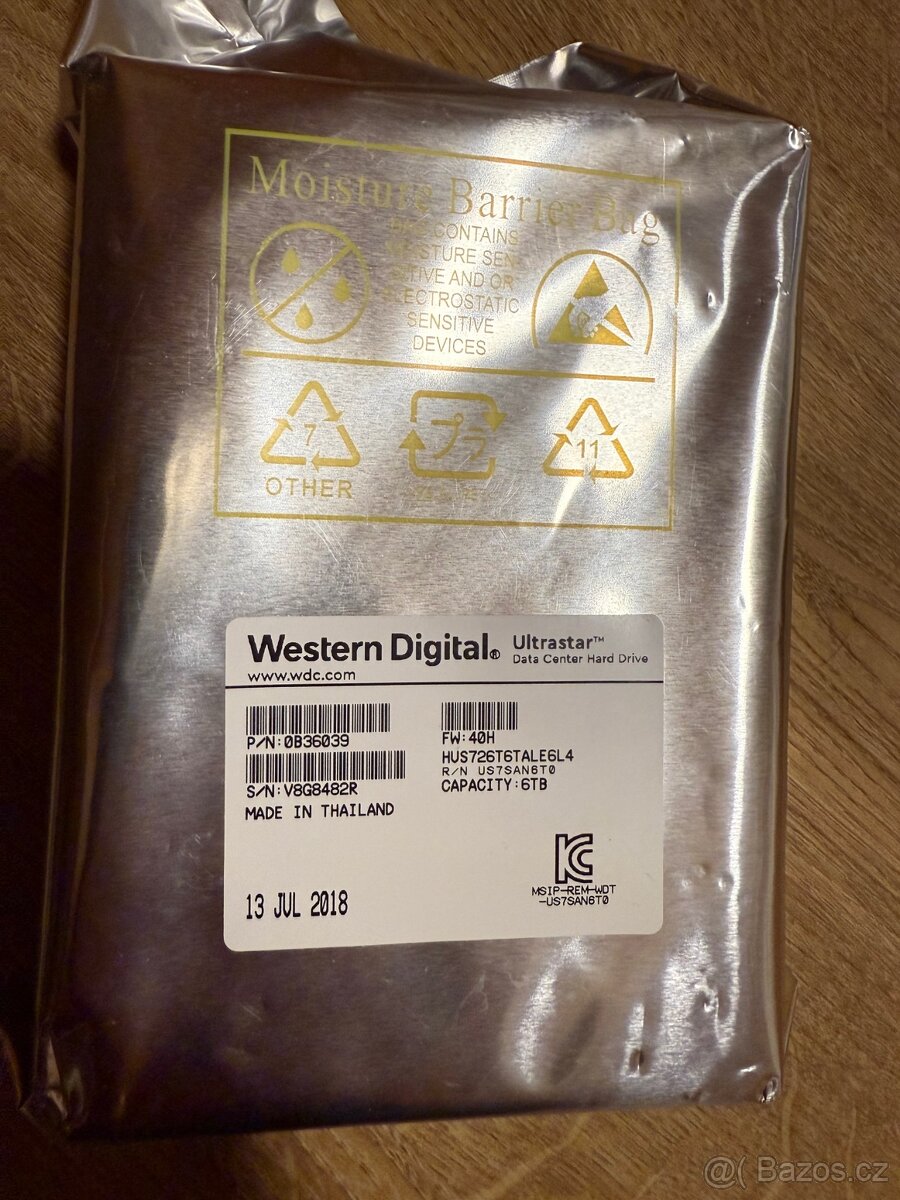 Moisture Barrier Bag
CONTAINS
MOISTURE SEN-
SITIVE AND OR
ELECTROSTATIC
SENSITIVE
DEVICES
7
プラ
11
OTHER
Western Digital® Ultrastar™
Data Center Hard Drive
www.wdc.com
P/N:0B36039
S/N:V8G8482R
MADE IN THAILAND
FW:40H
HUS726T6TALE6L4
R/N US7SAN6T0
CAPACITY:6TB
MSIP-REM-WDT
-US7SAN6T0
13 JUL 2018
@( Bazos.cz